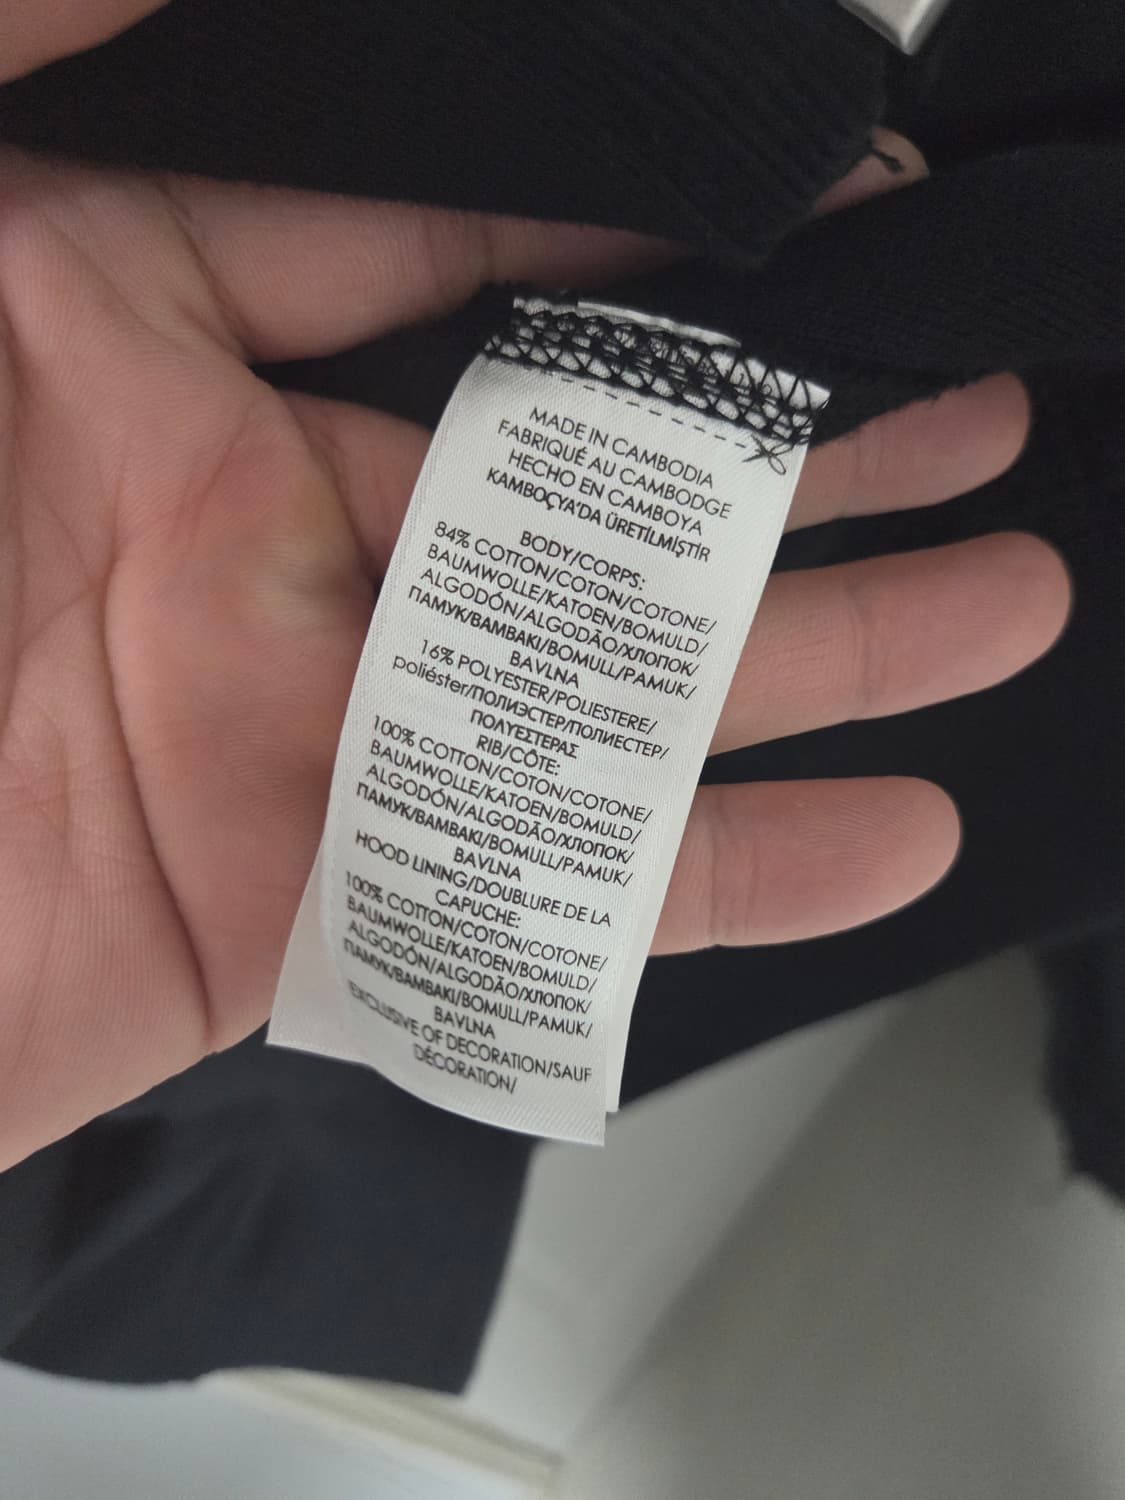 MADE IN CAMBODIA
FABRIQUÉ AU CAMBODGE
HECHO EN CAMBOYA
KAMBOÇYA'DA ÜRETİLMİŞTİR
BODY/CORPS:
84% COTTON/COTON/COTONE/
BAUMWOLLE/KATOEN/BOMULD/
ALGODÓN/ALGODÃO/ХЛОПОК/
ПАМУК/ΒΑΜΒΑΚΙ/BOMULL/PAMUK/
BAVLNA
16% POLYESTER/POLIESTERE/
poliéster/ПОЛИЭСТЕР/ПОЛИЕСТЕР/
ΠΟΛΥΕΣΤΕΡΑΣ
RIB/CÔTE:
100% COTTON/COTON/COTONE/
BAUMWOLLE/KATOEN/BOMULD/
ALGODÓN/ALGODÃO/ХЛОПОК/
ПАМУК/ΒΑΜΒΑΚΙ/BOMULL/PAMUK/
BAVLNA
HOOD LINING/DOUBLURE DE LA
CAPUCHE:
100% COTTON/COTON/COTONE/
BAUMWOLLE/KATOEN/BOMULD/
ALGODÓN/ALGODÃO/ХЛОПОК/
ПАМУК/ΒΑΜΒΑΚΙ/BOMULL/PAMUK/
BAVLNA
EXCLUSIVE OF DECORATION/SAUF
DÉCORATION/